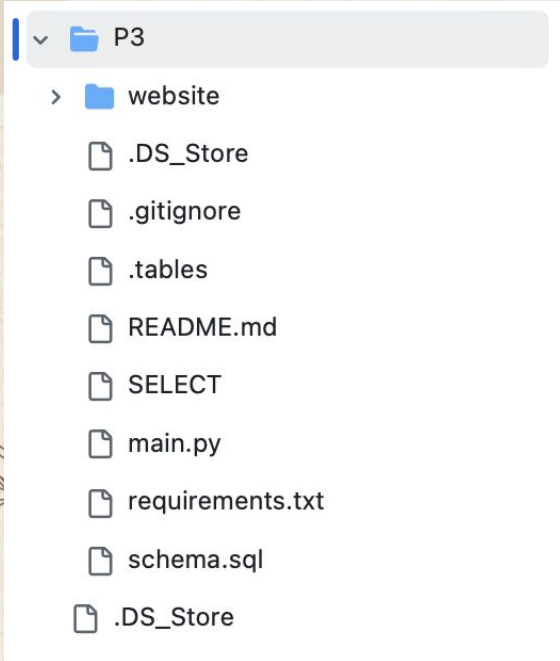 P3
website
.DS_Store
.gitignore
.tables
README.md
SELECT
main.py
requirements.txt
schema.sql
.DS_Store